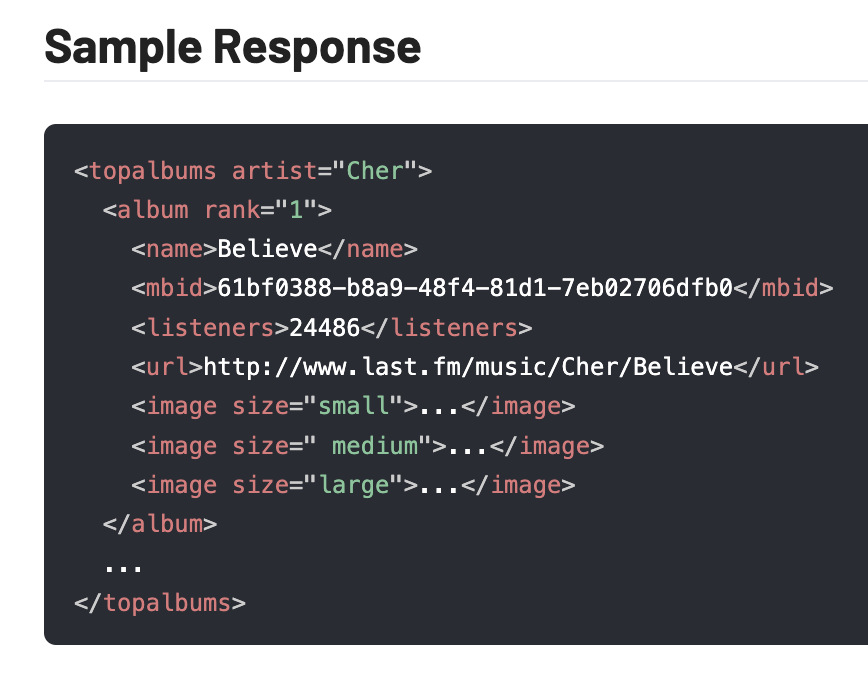 Sample Response
<topalbums artist="Cher">
  <album rank="1">
    <name>Believe</name>
    <mbid>61bf0388-b8a9-48f4-81d1-7eb02706dfb0</mbid>
    <listeners>24486</listeners>
    <url>http://www.last.fm/music/Cher/Believe</url>
    <image size="small">...</image>
    <image size=" medium">...</image>
    <image size="large">...</image>
  </album>
  ...
</topalbums>